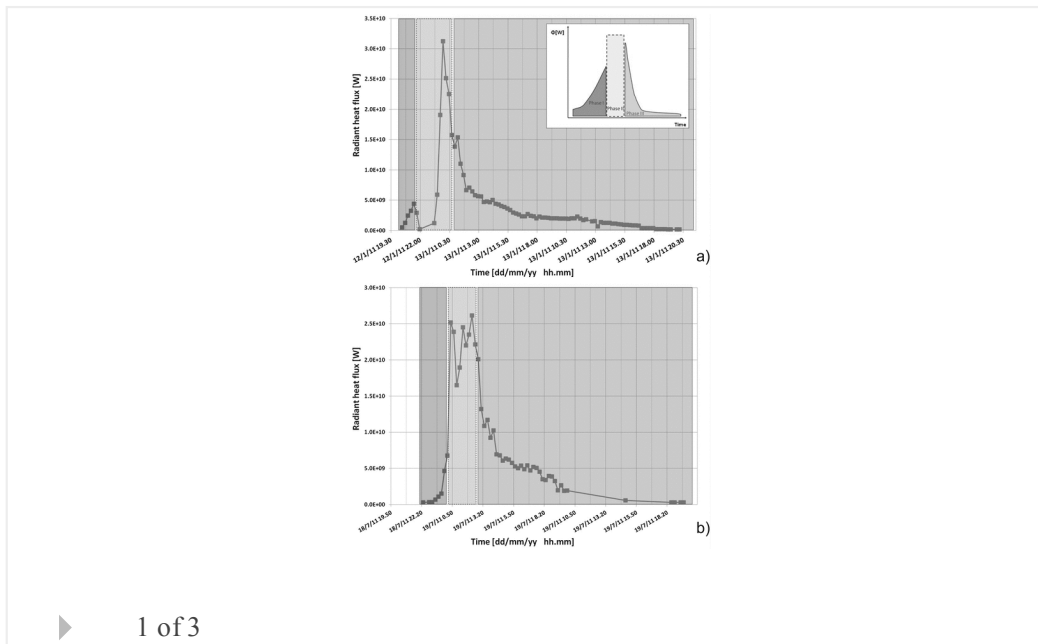 3.5E+10
3.0E+10
2.5E+10
2.0E+10
1.5E+10
1.0E+10
5.0E+09
0.0E+00
Radiant heat flux [W]
Φ[W]
Phase I
Phase II
Phase III
Time
12/1/11 19.30
12/1/11 22.00
13/1/11 0.30
13/1/11 3.00
13/1/11 5.30
13/1/11 8.00
13/1/11 10.30
13/1/11 13.00
13/1/11 15.30
13/1/11 18.00
13/1/11 20.30
a)
Time [dd/mm/yy hh.mm]
3.0E+10
2.5E+10
2.0E+10
1.5E+10
1.0E+10
5.0E+09
0.0E+00
Radiant heat flux [W]
18/7/11 19.50
18/7/11 22.20
19/7/11 0.50
19/7/11 3.20
19/7/11 5.50
19/7/11 8.20
19/7/11 10.50
19/7/11 13.20
19/7/11 15.50
19/7/11 18.20
b)
Time [dd/mm/yy hh.mm]
1 of 3